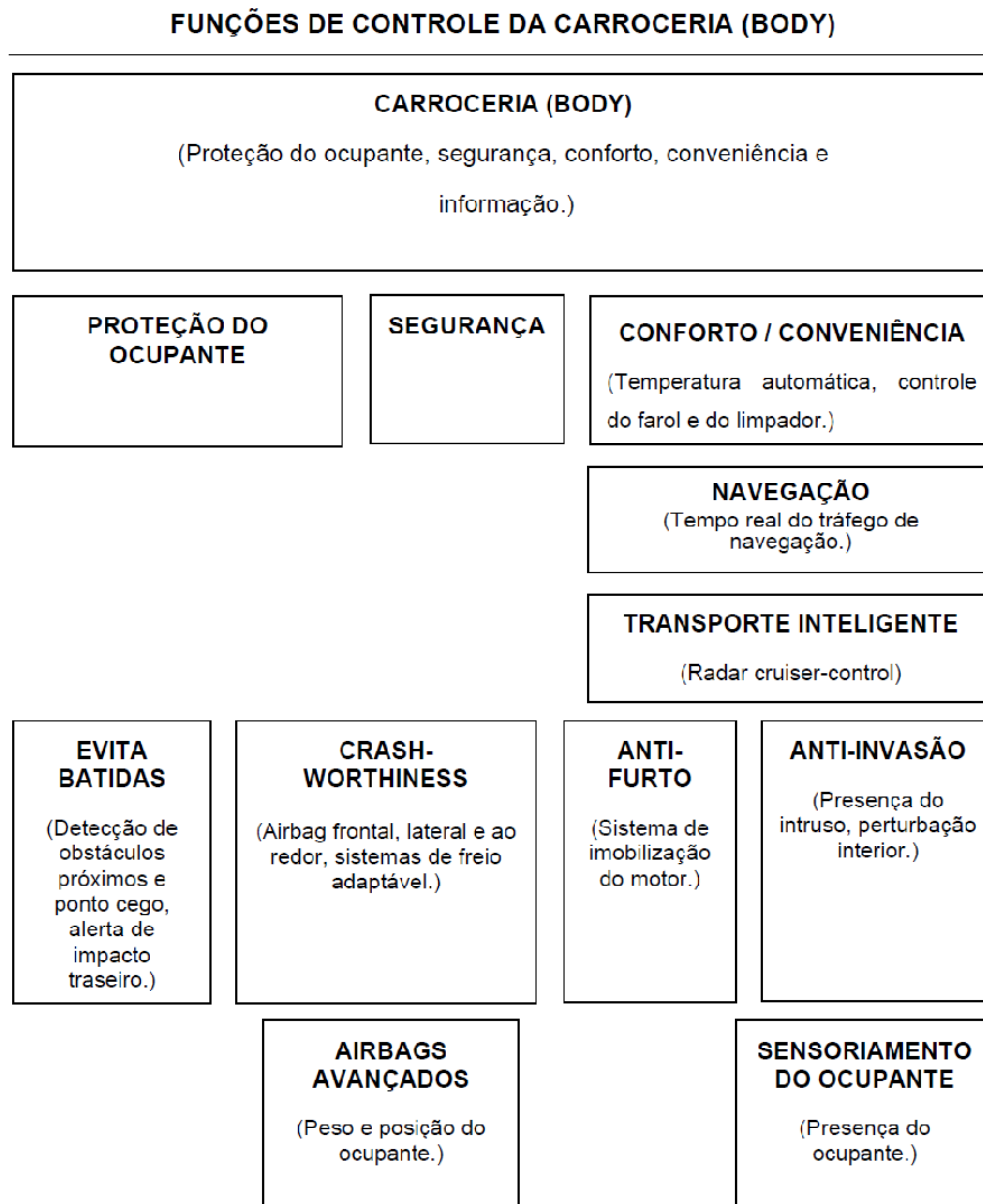 FUNÇÕES DE CONTROLE DA CARROCERIA (BODY)
CARROCERIA (BODY)
(Proteção do ocupante, segurança, conforto, conveniência e
informação.)
PROTEÇÃO DO
OCUPANTE
SEGURANÇA
CONFORTO / CONVENIÊNCIA
(Temperatura automática, controle
do farol e do limpador.)
NAVEGAÇÃO
(Tempo real do tráfego de
navegação.)
TRANSPORTE INTELIGENTE
(Radar cruiser-control)
EVITA
BATIDAS
(Detecção de
obstáculos
próximos e
ponto cego,
alerta de
impacto
traseiro.)
CRASH-
WORTHINESS
(Airbag frontal, lateral e ao
redor, sistemas de freio
adaptável.)
ANTI-
FURTO
(Sistema de
imobilização
do motor.)
ANTI-INVASÃO
(Presença do
intruso, perturbação
interior.)
AIRBAGS
AVANÇADOS
(Peso e posição do
ocupante.)
SENSORIAMENTO
DO OCUPANTE
(Presença do
ocupante.)